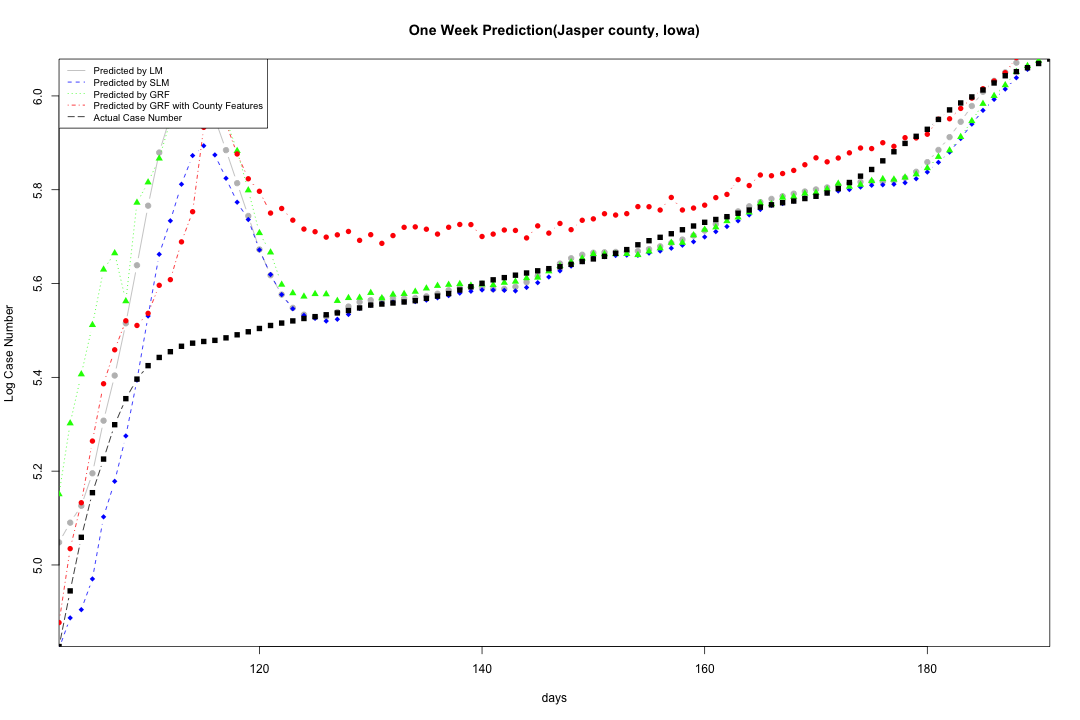 One Week Prediction(Jasper county, Iowa)
Predicted by LM
Predicted by SLM
Predicted by GRF
Predicted by GRF with County Features
Actual Case Number
Log Case Number
6.0
5.8
5.6
5.4
5.2
5.0
120
140
160
180
days